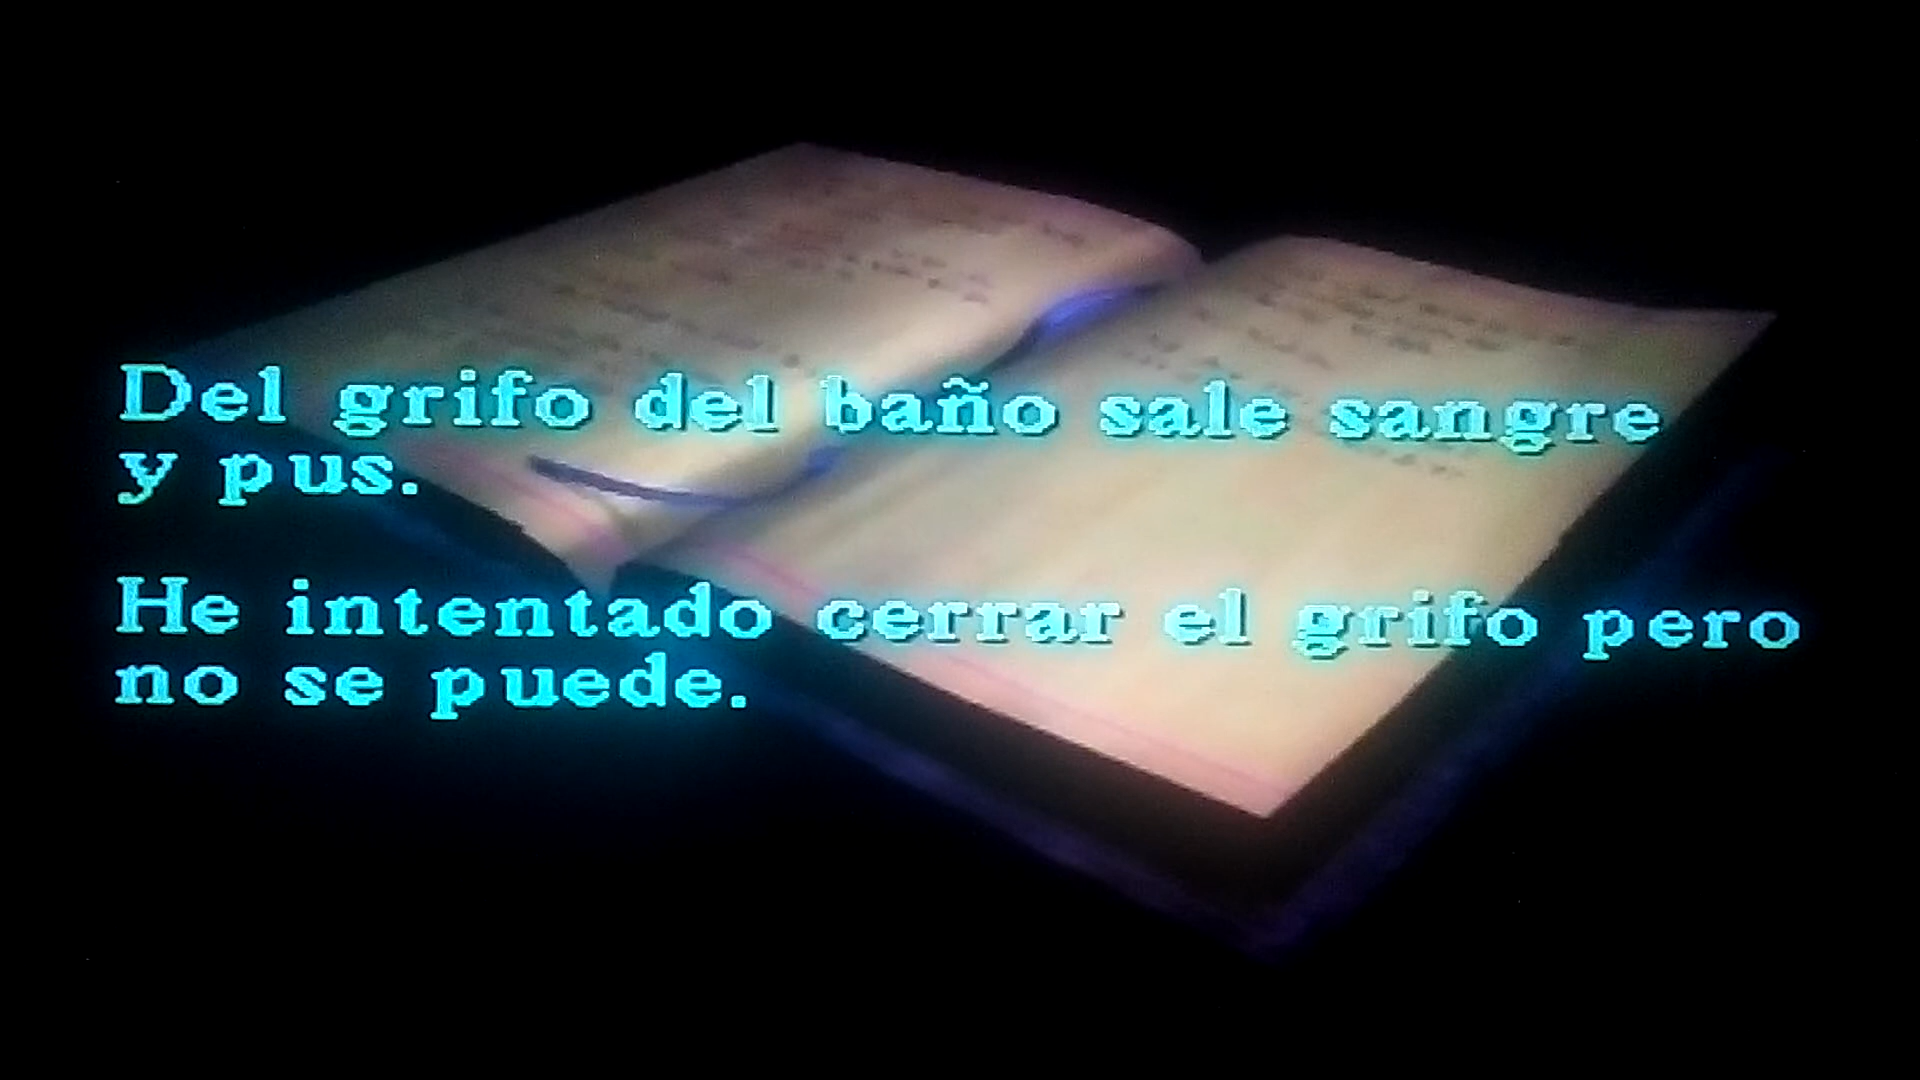 Del grifo del baño sale sangre
y pus.
He intentado cerrar el grifo pero
no se puede.